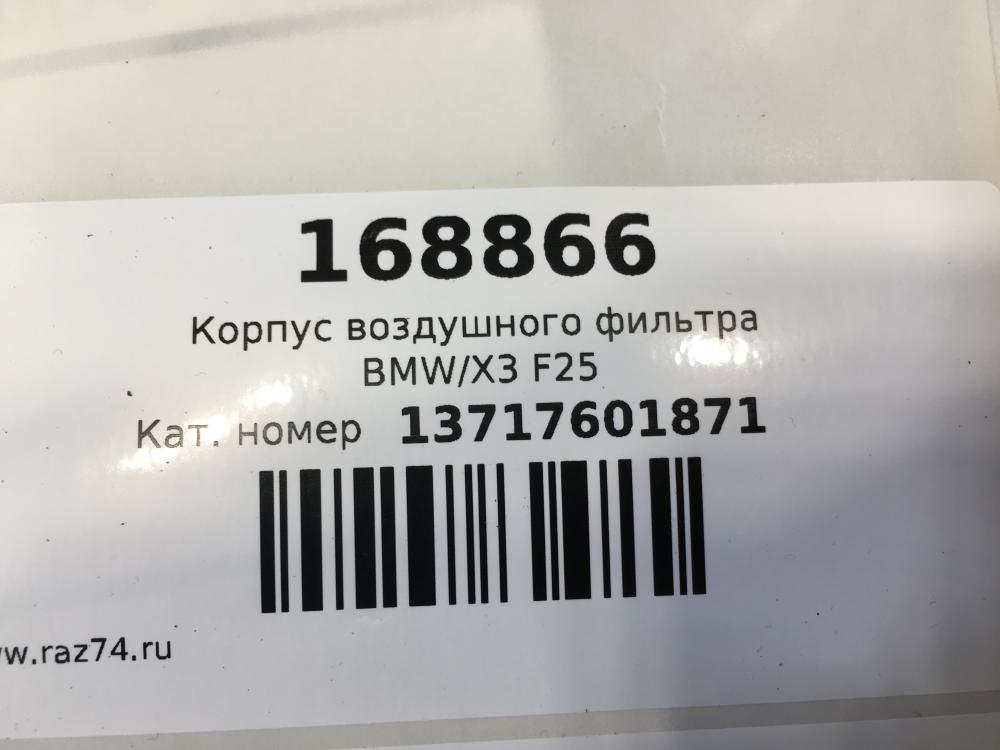 168866
Корпус воздушного фильтра
BMW/X3 F25
Кат. номер 13717601871
w.raz74.ru